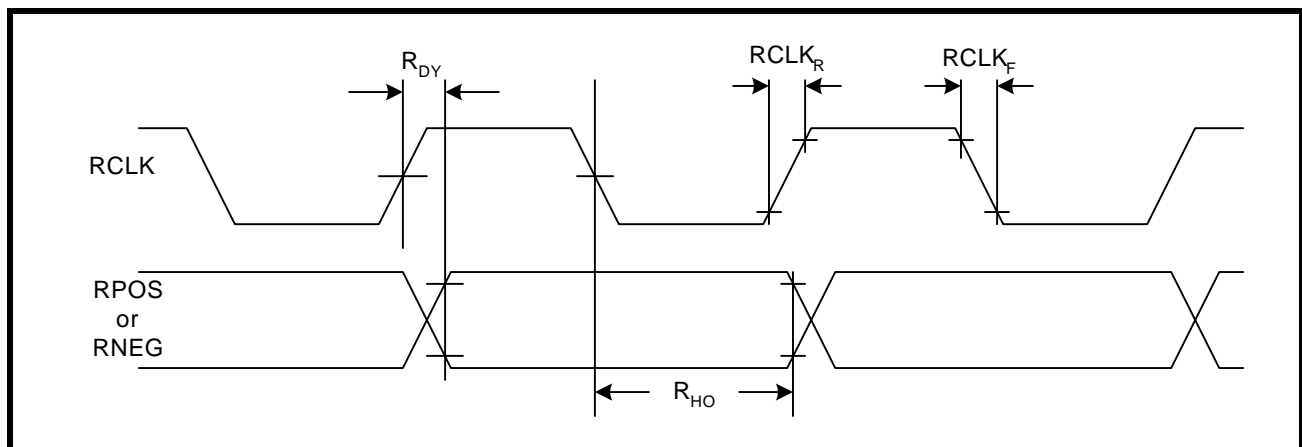 R_DY
RCLK_R
RCLK_F
RCLK
RPOS
or
RNEG
R_HO